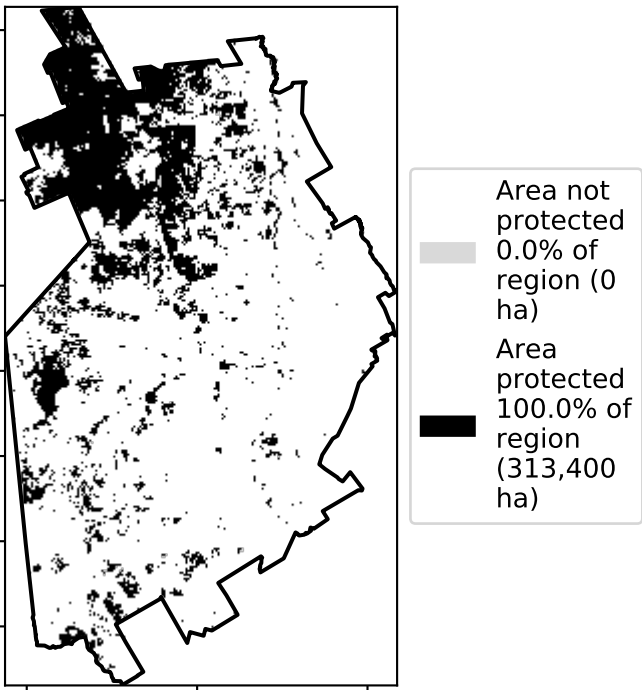 Area not
protected
0.0% of
region (0
ha)
Area
protected
100.0% of
region
(313,400
ha)